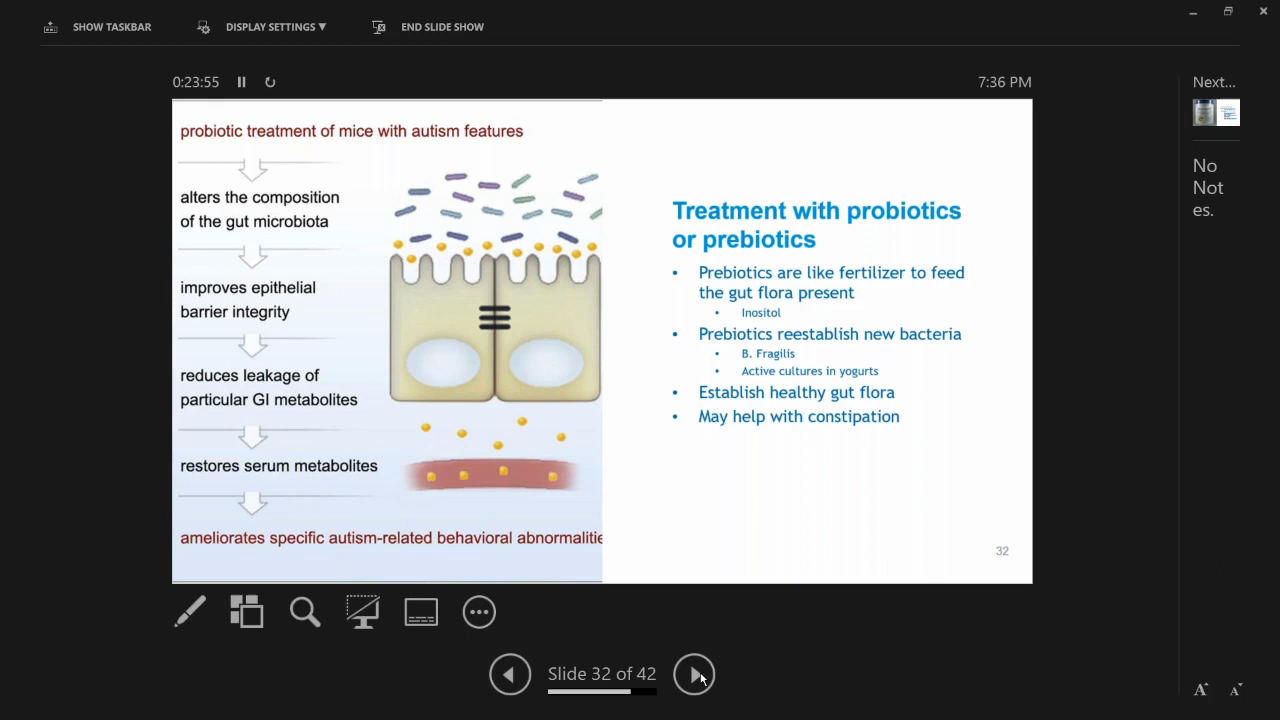 SHOW TASKBAR
DISPLAY SETTINGS ▼
END SLIDE SHOW
0:23:55
7:36 PM
Next...
probiotic treatment of mice with autism features
alters the composition
of the gut microbiota
improves epithelial
barrier integrity
reduces leakage of
particular GI metabolites
restores serum metabolites
ameliorates specific autism-related behavioral abnormalitie
Treatment with probiotics
or prebiotics
• Prebiotics are like fertilizer to feed
the gut flora present
• Inositol
• Prebiotics reestablish new bacteria
• B. Fragilis
• Active cultures in yogurts
• Establish healthy gut flora
• May help with constipation
32
No
Not
es.
Slide 32 of 42
A A